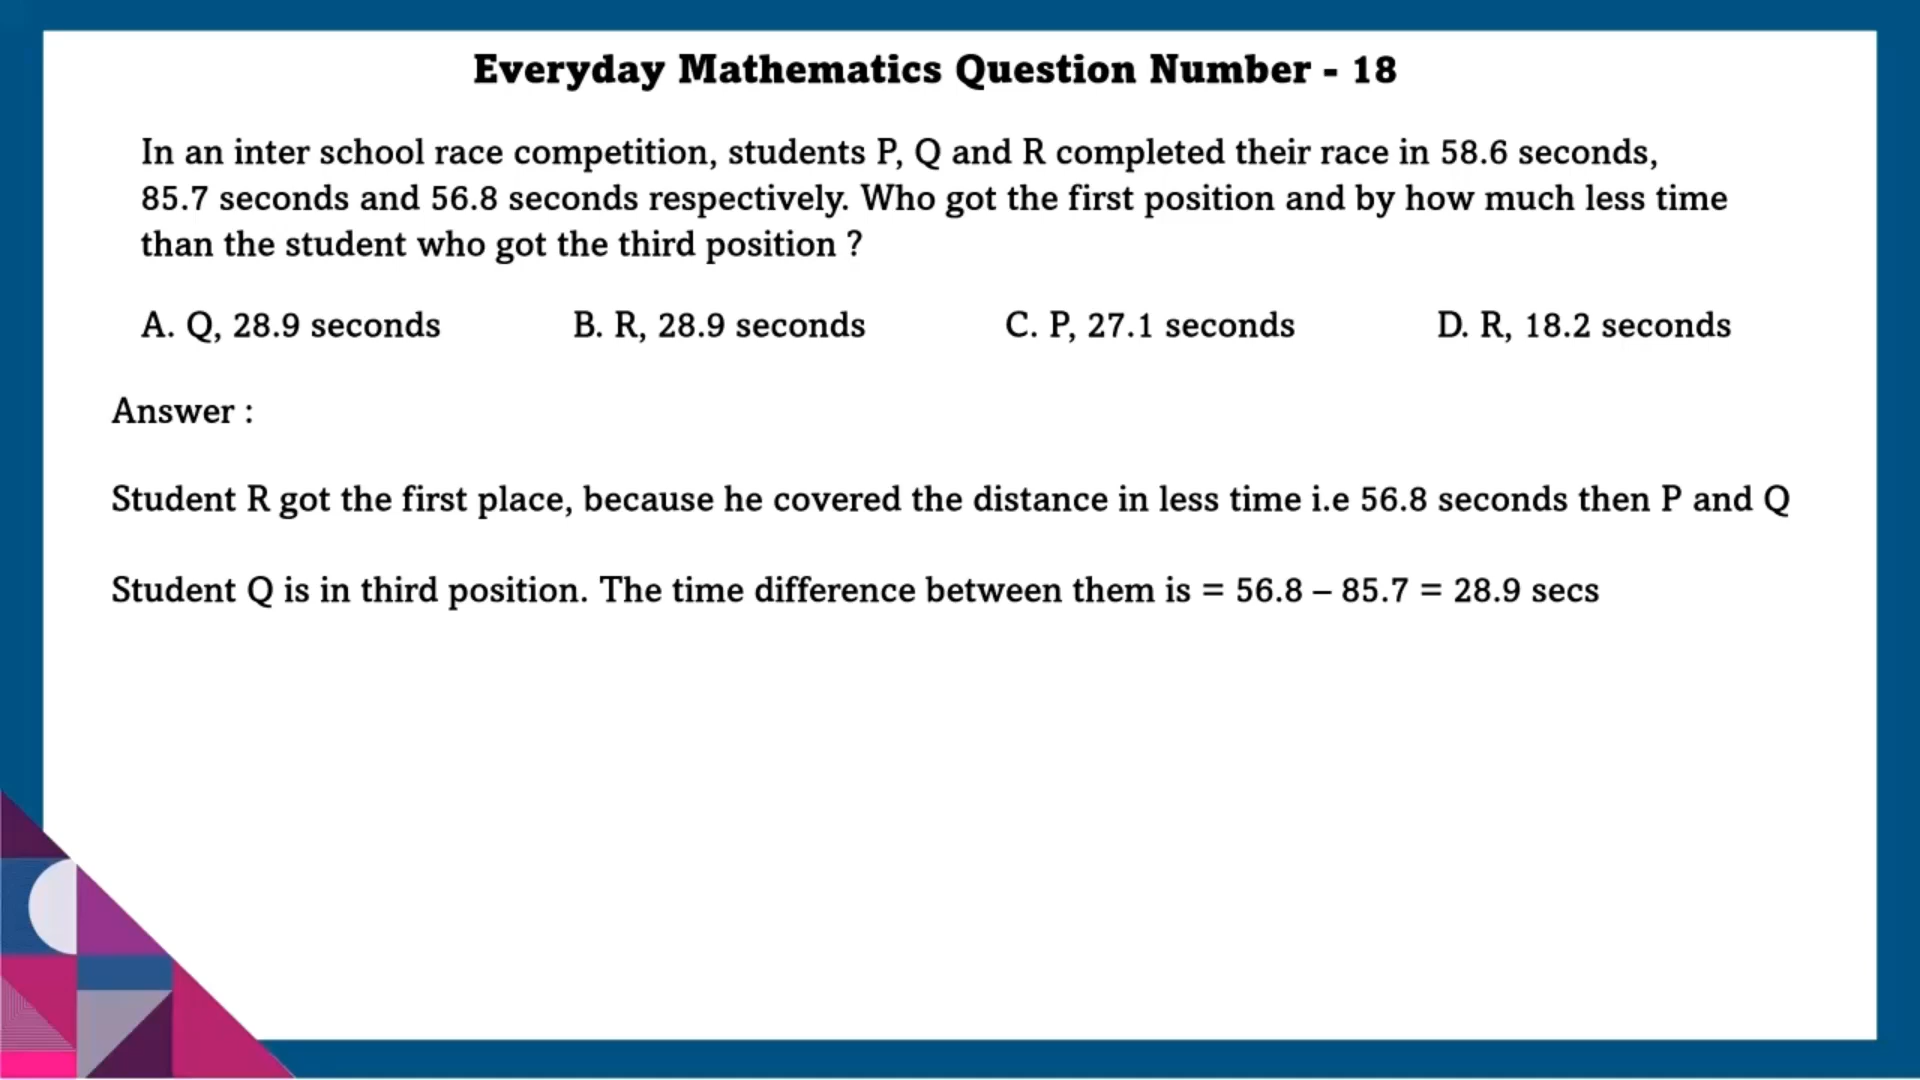 Everyday Mathematics Question Number - 18
In an inter school race competition, students P, Q and R completed their race in 58.6 seconds,
85.7 seconds and 56.8 seconds respectively. Who got the first position and by how much less time
than the student who got the third position ?
A. Q, 28.9 seconds B. R, 28.9 seconds C. P, 27.1 seconds D. R, 18.2 seconds
Answer :
Student R got the first place, because he covered the distance in less time i.e 56.8 seconds then P and Q
Student Q is in third position. The time difference between them is = 56.8 – 85.7 = 28.9 secs